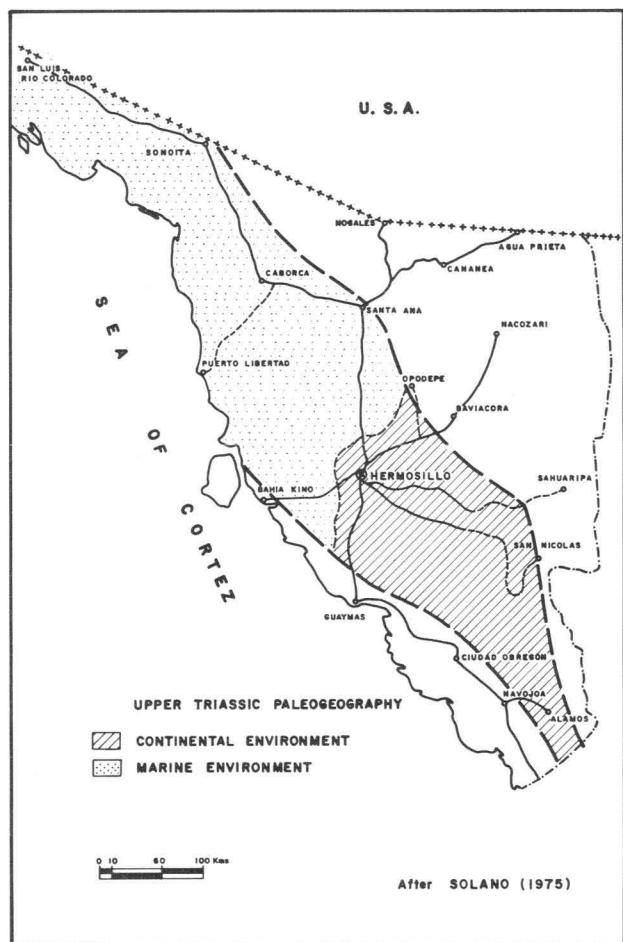 SAN LUIS
RIO COLORADO
U. S. A.
SONOITA
NOGALES
AGUA PRIETA
CANANEA
CABORCA
SANTA ANA
NACOZARI
PUERTO LIBERTAD
OPODEPE
BAVIACORA
SEA OF CORTEZ
HERMOSILLO
SAHUARIPA
BAHIA KINO
SAN NICOLAS
GUAYMAS
CIUDAD OBREGON
NAVOJOA
ALAMOS
UPPER TRIASSIC PALEOGEOGRAPHY
CONTINENTAL ENVIRONMENT
MARINE ENVIRONMENT
0 10 60 100 Kms
After SOLANO (1975)